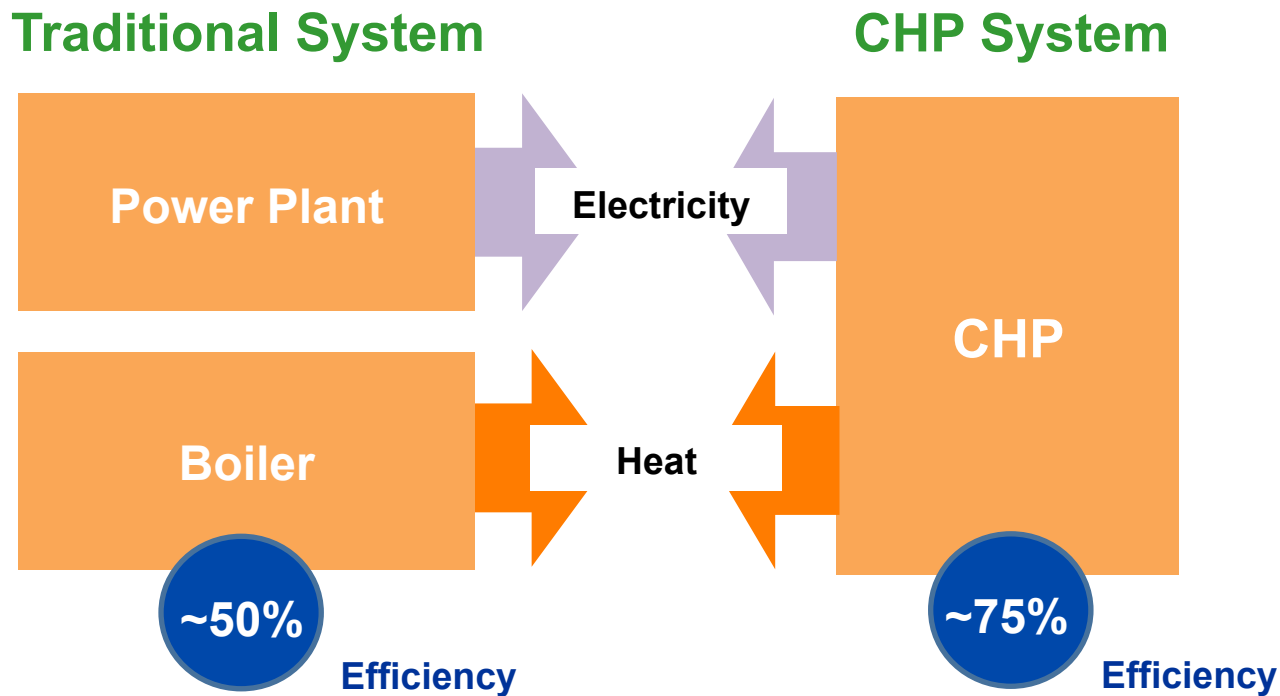 Traditional System
CHP System
Power Plant
Electricity
CHP
Boiler
Heat
~50%
Efficiency
~75%
Efficiency